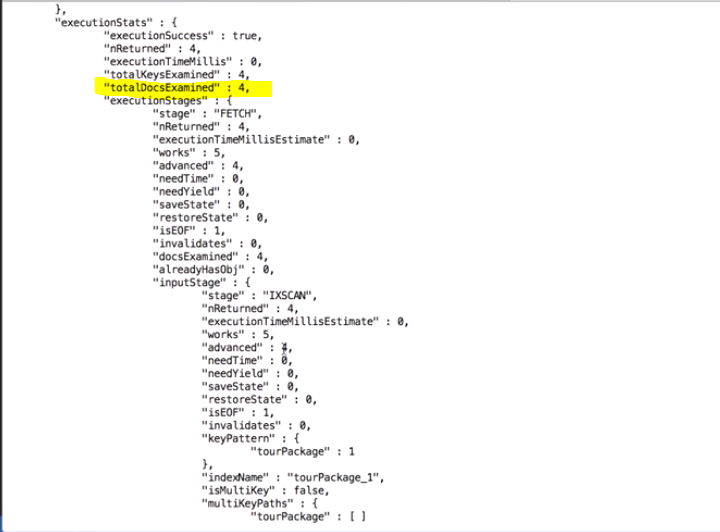 },
"executionStats" : {
"executionSuccess" : true,
"nReturned" : 4,
"executionTimeMillis" : 0,
"totalKeysExamined" : 4,
"totalDocsExamined" : 4,
"executionStages" : {
"stage" : "FETCH",
"nReturned" : 4,
"executionTimeMillisEstimate" : 0,
"works" : 5,
"advanced" : 4,
"needTime" : 0,
"needYield" : 0,
"saveState" : 0,
"restoreState" : 0,
"isEOF" : 1,
"invalidates" : 0,
"docsExamined" : 4,
"alreadyHasObj" : 0,
"inputStage" : {
"stage" : "IXSCAN",
"nReturned" : 4,
"executionTimeMillisEstimate" : 0,
"works" : 5,
"advanced" : 4,
"needTime" : 0,
"needYield" : 0,
"saveState" : 0,
"restoreState" : 0,
"isEOF" : 1,
"invalidates" : 0,
"keyPattern" : {
"tourPackage" : 1
},
"indexName" : "tourPackage_1",
"isMultiKey" : false,
"multiKeyPaths" : {
"tourPackage" : [ ]